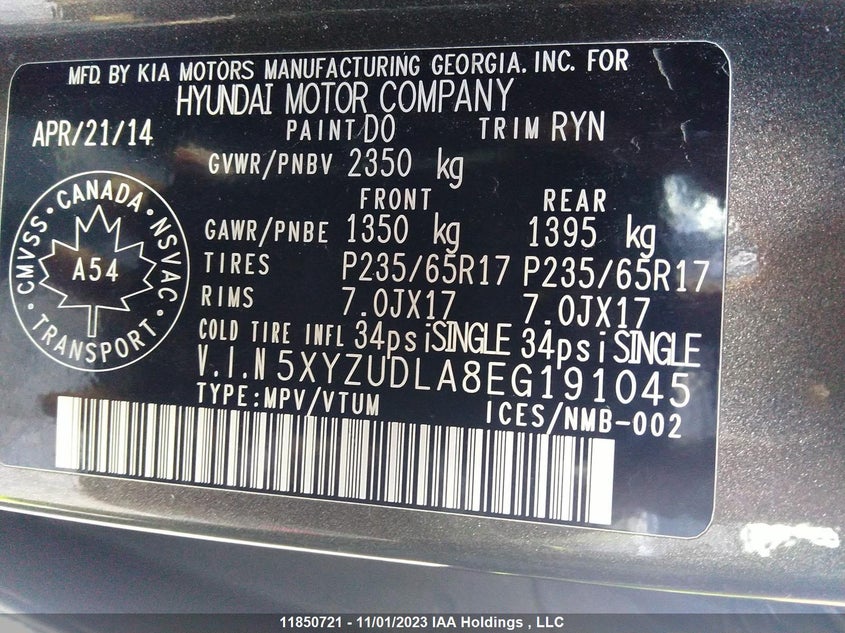 MFD. BY KIA MOTORS MANUFACTURING GEORGIA. INC. FOR
HYUNDAI MOTOR COMPANY
APR/21/14 PAINT DO TRIM RYN
GVWR/PNBV 2350 kg
FRONT REAR
GAWR/PNBE 1350 kg 1395 kg
TIRES P235/65R17 P235/65R17
RIMS 7.0JX17 7.0JX17
COLD TIRE INFL 34psi SINGLE 34psi SINGLE
V.I.N 5XYZUDLA8EG191045
TYPE:MPV/VTUM ICES/NMB-002
CMVSS • CANADA • NSVAC • TRANSPORT •
A54
11850721 - 11/01/2023 IAA Holdings , LLC